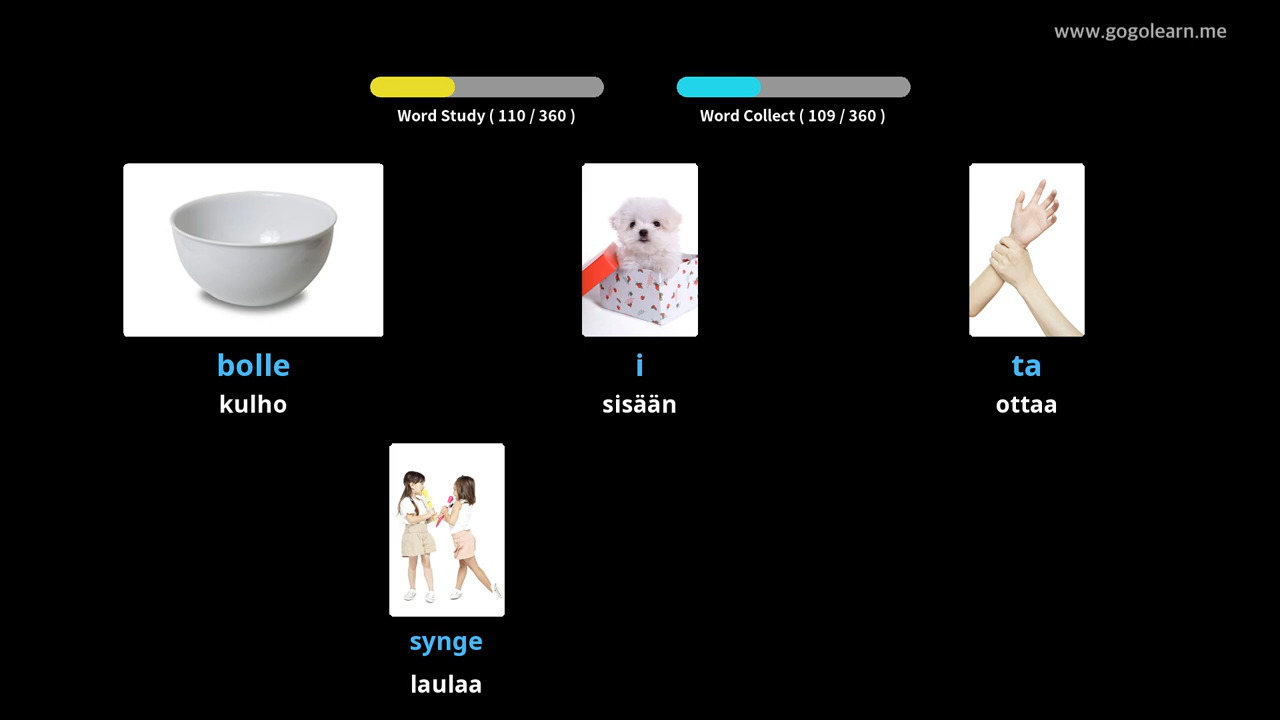 www.gogolearn.me
Word Study ( 110 / 360 )
Word Collect ( 109 / 360 )
bolle
kulho
i
sisään
ta
ottaa
synge
laulaa